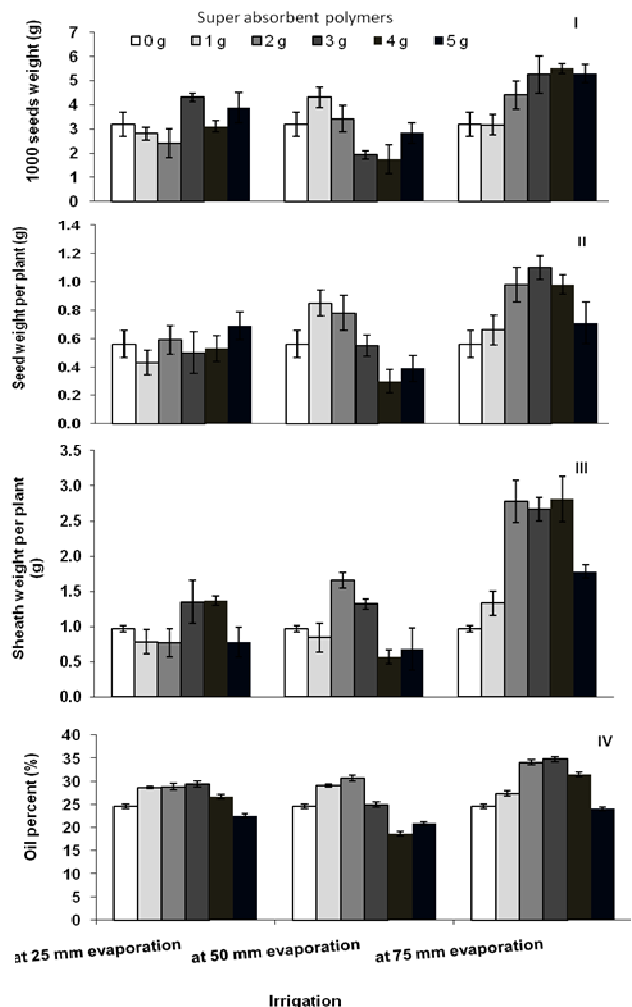 Super absorbent polymers
0 g 1 g 2 g 3 g 4 g 5 g
I
1000 seeds weight (g)
7
6
5
4
3
2
1
0
II
Seed weight per plant (g)
1.4
1.2
1.0
0.8
0.6
0.4
0.2
0.0
III
Sheath weight per plant
(g)
3.5
3.0
2.5
2.0
1.5
1.0
0.5
0.0
IV
Oil percent (%)
40
35
30
25
20
15
10
5
0
at 25 mm evaporation at 50 mm evaporation at 75 mm evaporation
Irrigation